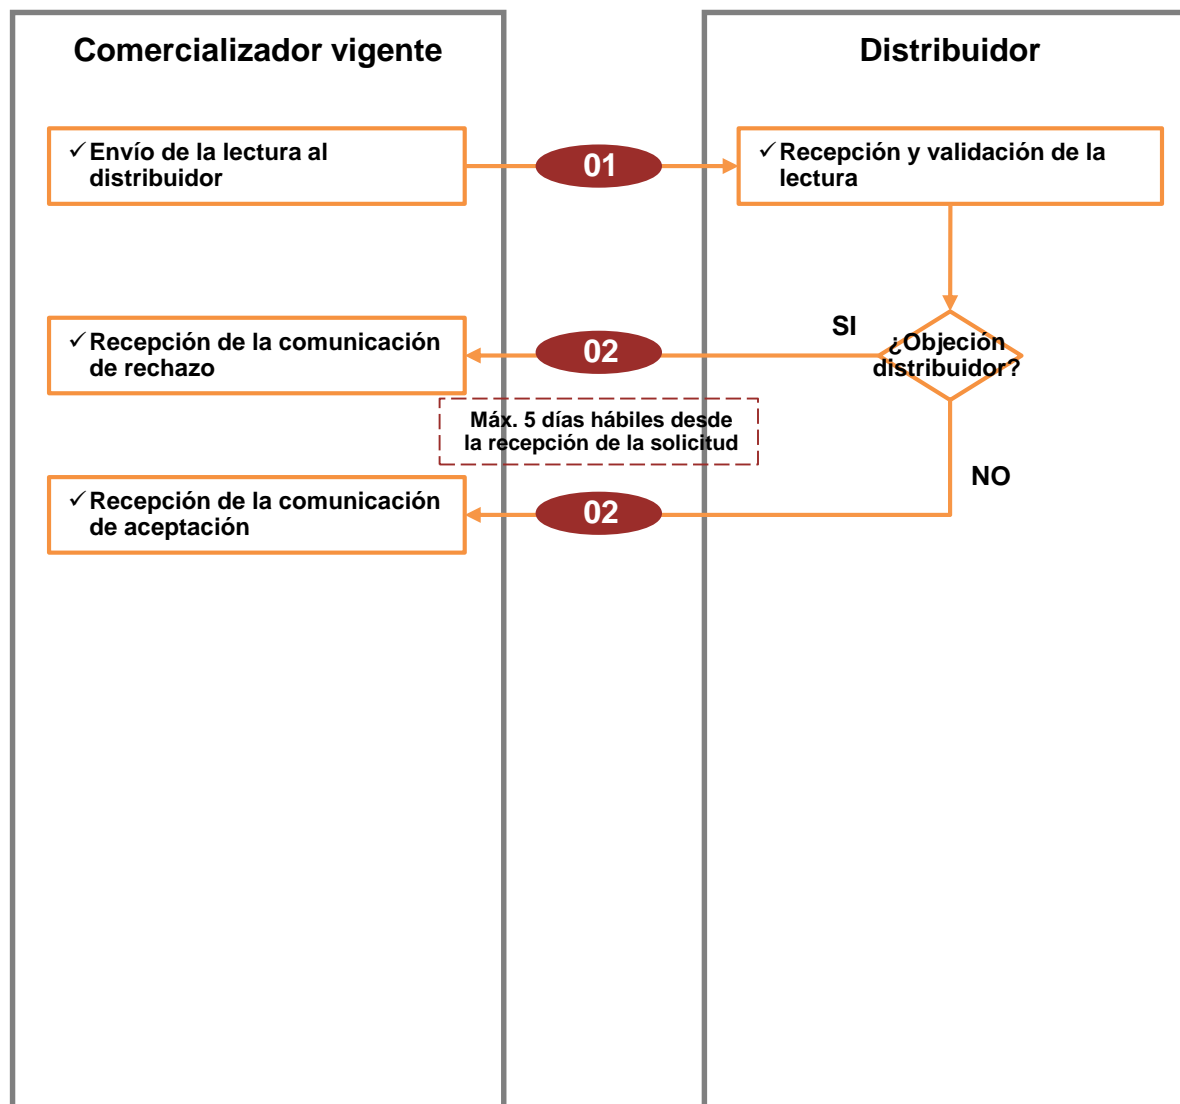 Comercializador vigente
Distribuidor
✓Envío de la lectura al
distribuidor
01
✓Recepción y validación de la
lectura
SI
¿Objeción
distribuidor?
✓Recepción de la comunicación
de rechazo
02
Máx. 5 días hábiles desde
la recepción de la solicitud
NO
✓Recepción de la comunicación
de aceptación
02